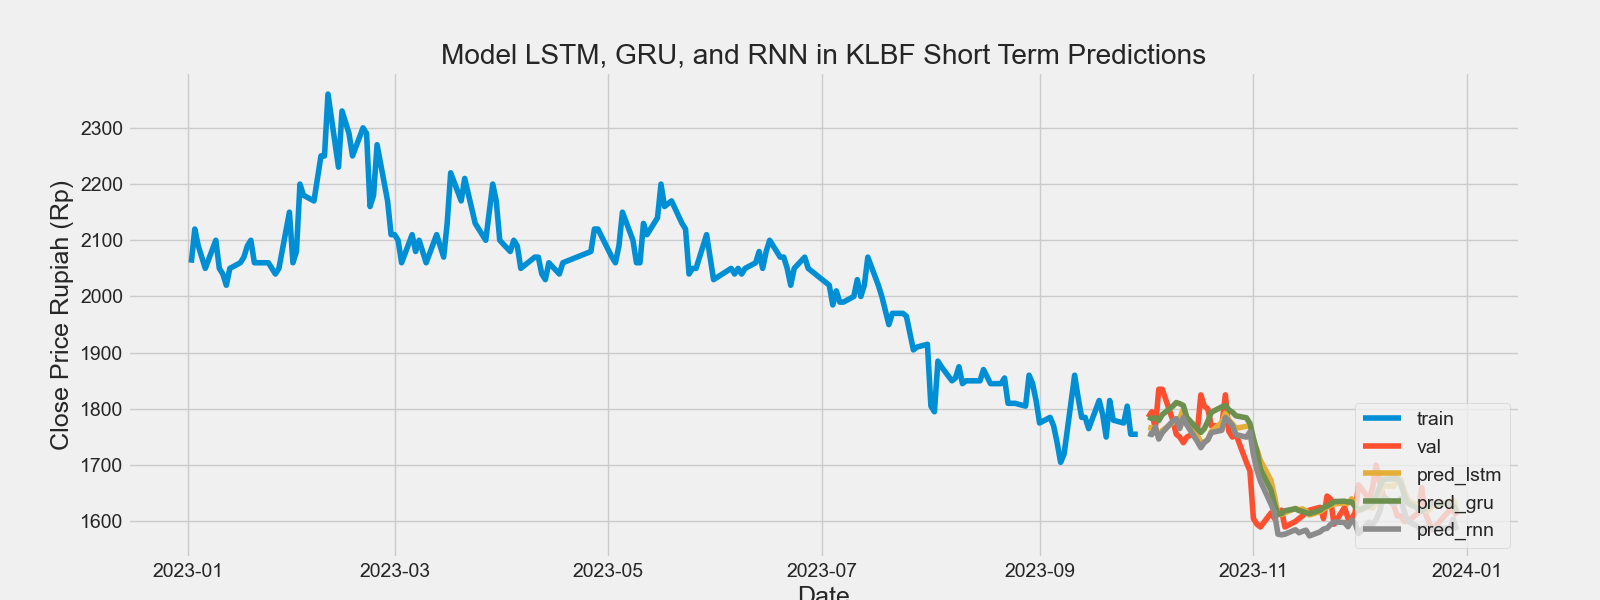 Model LSTM, GRU, and RNN in KLBF Short Term Predictions
Close Price Rupiah (Rp)
2300
2200
2100
2000
1900
1800
1700
1600
train
val
pred_lstm
pred_gru
pred_rnn
2023-01 2023-03 2023-05 2023-07 2023-09 2023-11 2024-01
Date